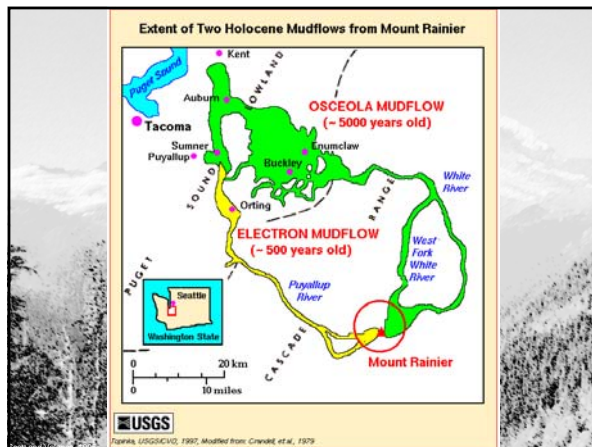 Extent of Two Holocene Mudflows from Mount Rainier
Kent
Puget Sound
Auburn
LOWLAND
OSCEOLA MUDFLOW
(~ 5000 years old)
Tacoma
Sumner
Puyallup
Enumclaw
Buckley
White
River
SOUND
Orting
RANGE
ELECTRON MUDFLOW
(~ 500 years old)
West
Fork
White
River
PUGET
Puyallup
River
Seattle
Washington State
CASCADE
Mount Rainier
0 20 km
0 10 miles
USGS
Topinka, USGS/CVO, 1997, Modified from: Crandell, et.al., 1979